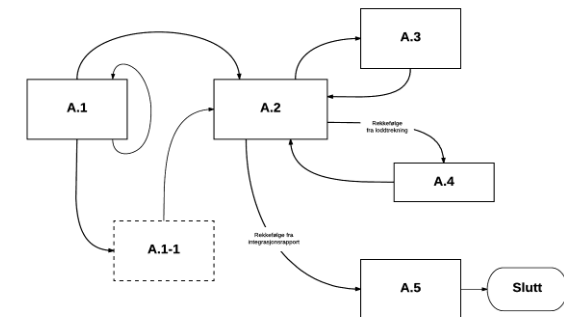 A.3
A.1
A.2
Rekkefølge
fra loddtrekning
A.4
A.1-1
Rekkefølge fra
integrasjonsrapport
A.5
Slutt